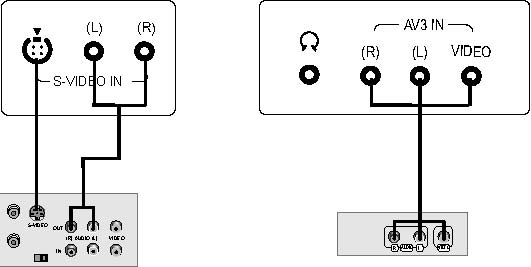 (L) (R)
S-VIDEO IN
S-VIDEO
OUT
(R) AUDIO (L) VIDEO
IN
AV3 IN
(R) (L) VIDEO